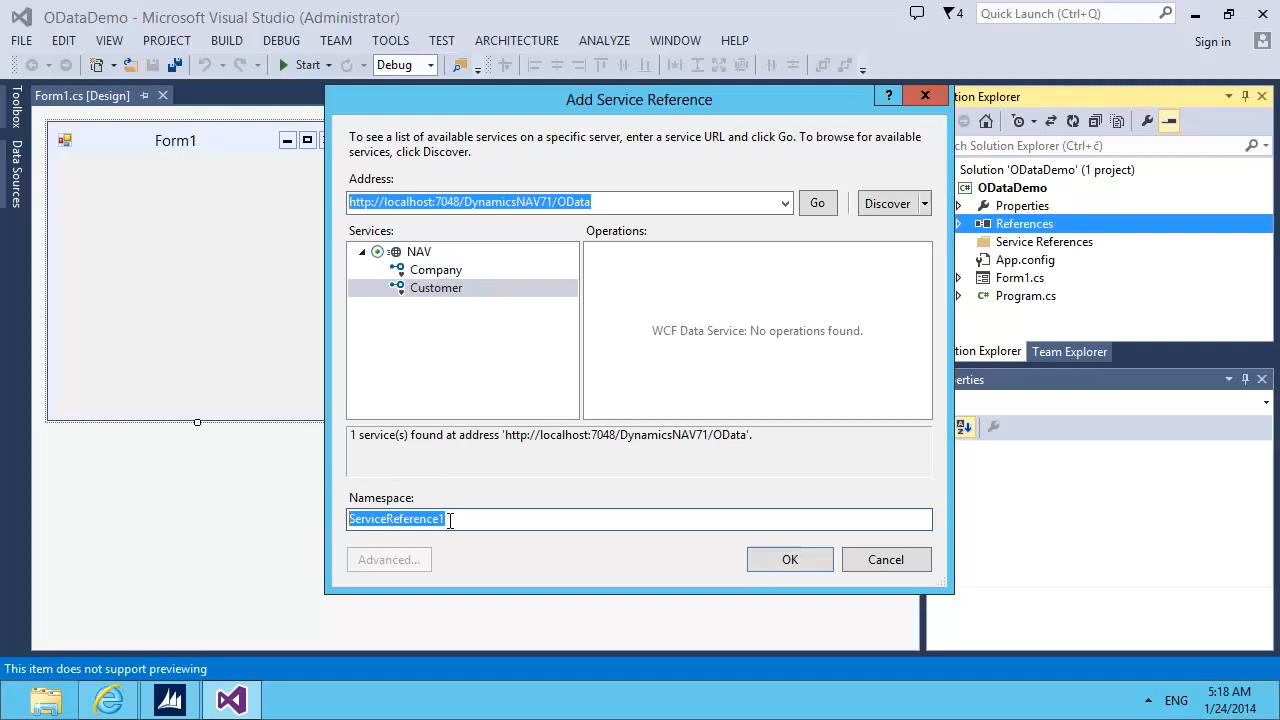 ODataDemo - Microsoft Visual Studio (Administrator)
4
Quick Launch (Ctrl+Q)
FILE EDIT VIEW PROJECT BUILD DEBUG TEAM TOOLS TEST ARCHITECTURE ANALYZE WINDOW HELP
Sign in
Start
Debug
Toolbox
Data Sources
Form1.cs [Design]
Form1
Add Service Reference
?
To see a list of available services on a specific server, enter a service URL and click Go. To browse for available
services, click Discover.
Address:
http://localhost:7048/DynamicsNAV71/OData
Go
Discover
Services:
Operations:
NAV
Company
Customer
WCF Data Service: No operations found.
1 service(s) found at address 'http://localhost:7048/DynamicsNAV71/OData'.
Namespace:
ServiceReference1
Advanced...
OK
Cancel
tion Explorer
ch Solution Explorer (Ctrl+č)
Solution 'ODataDemo' (1 project)
C# ODataDemo
Properties
References
Service References
App.config
Form1.cs
C# Program.cs
tion Explorer
Team Explorer
perties
This item does not support previewing
ENG
5:18 AM
1/24/2014